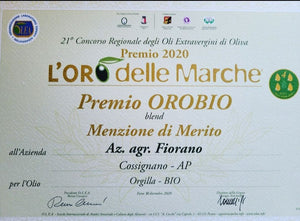 21° Concorso Regionale degli Oli Extravergini di Oliva
Premio 2020
L'ORO delle Marche
Premio OROBIO
blend
Menzione di Merito
all'Azienda Az. agr. Fiorano
Cossignano - AP
per l'Olio Orgilla - BIO